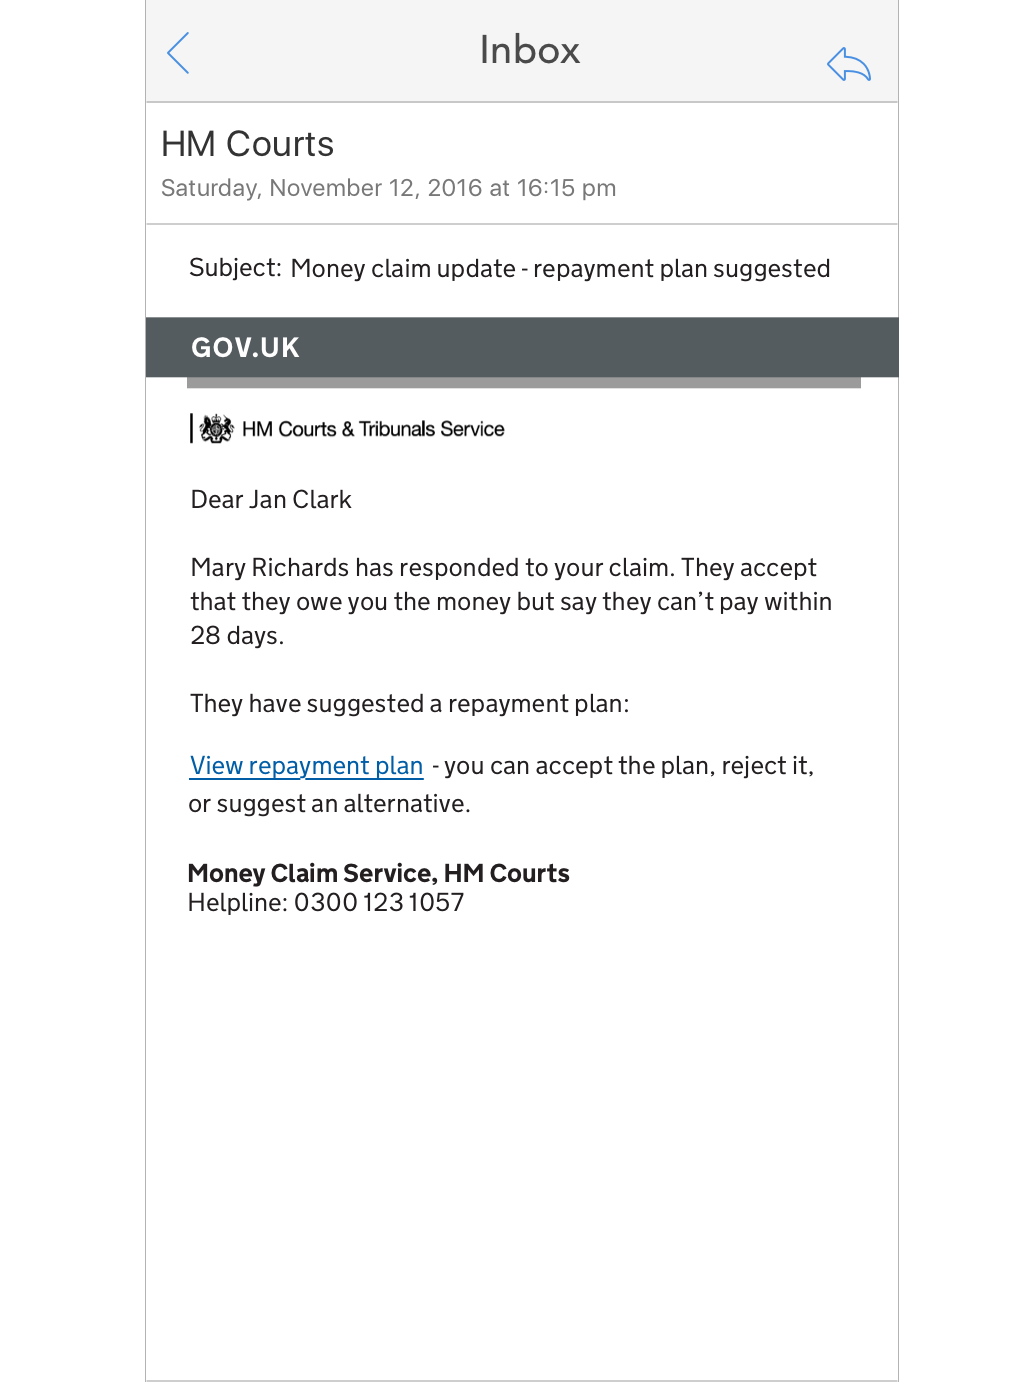 Inbox
HM Courts
Saturday, November 12, 2016 at 16:15 pm
Subject: Money claim update - repayment plan suggested
GOV.UK
HM Courts & Tribunals Service
Dear Jan Clark
Mary Richards has responded to your claim. They accept
that they owe you the money but say they can’t pay within
28 days.
They have suggested a repayment plan:
View repayment plan - you can accept the plan, reject it,
or suggest an alternative.
Money Claim Service, HM Courts
Helpline: 0300 123 1057